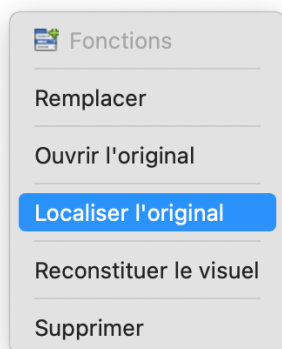 Fonctions
Remplacer
Ouvrir l'original
Localiser l'original
Reconstituer le visuel
Supprimer